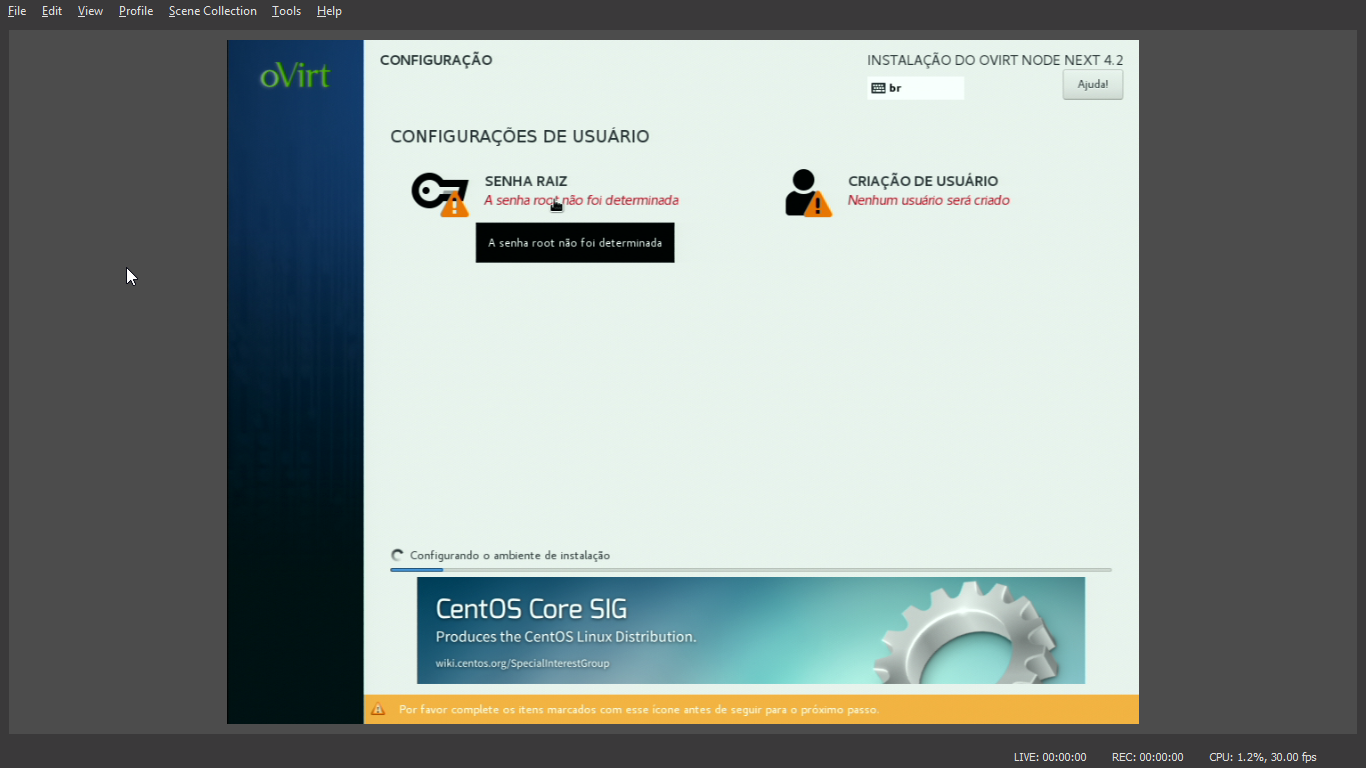 File Edit View Profile Scene Collection Tools Help
oVirt
CONFIGURAÇÃO
INSTALAÇÃO DO OVIRT NODE NEXT 4.2
br
Ajuda!
CONFIGURAÇÕES DE USUÁRIO
SENHA RAIZ
A senha root não foi determinada
CRIAÇÃO DE USUÁRIO
Nenhum usuário será criado
A senha root não foi determinada
Configurando o ambiente de instalação
CentOS Core SIG
Produces the CentOS Linux Distribution.
wiki.centos.org/SpecialInterestGroup
Por favor complete os itens marcados com esse ícone antes de seguir para o próximo passo.
LIVE: 00:00:00 REC: 00:00:00 CPU: 1.2%, 30.00 fps